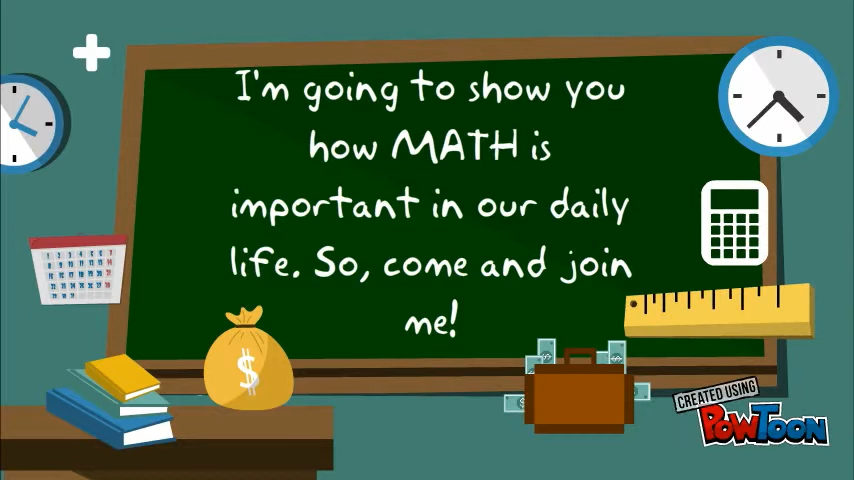 I'm going to show you
how MATH is
important in our daily
life. So, come and join
me!
$
CREATED USING
POWTOON